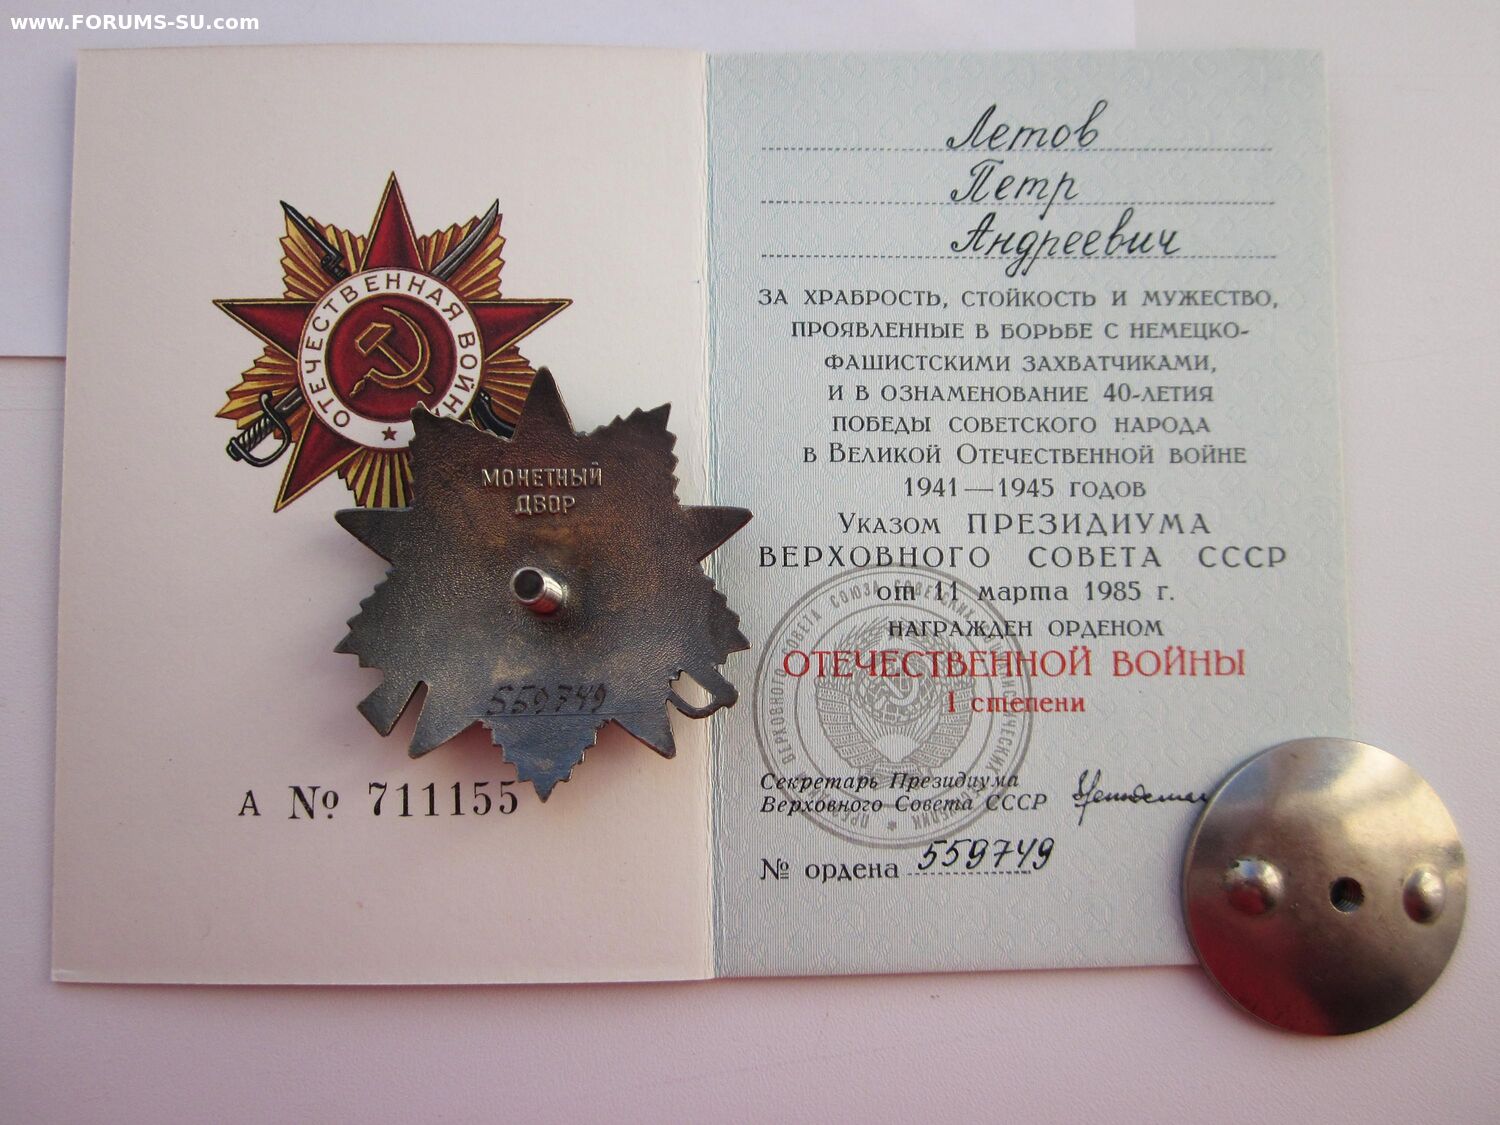 www.FORUMS-SU.com
ОТЕЧЕСТВЕННАЯ ВОЙНА
МОНЕТНЫЙ
ДВОР
559749
А № 711155
Летов
Петр
Андреевич
ЗА ХРАБРОСТЬ, СТОЙКОСТЬ И МУЖЕСТВО,
ПРОЯВЛЕННЫЕ В БОРЬБЕ С НЕМЕЦКО-
ФАШИСТСКИМИ ЗАХВАТЧИКАМИ,
И В ОЗНАМЕНОВАНИЕ 40-ЛЕТИЯ
ПОБЕДЫ СОВЕТСКОГО НАРОДА
В ВЕЛИКОЙ ОТЕЧЕСТВЕННОЙ ВОЙНЕ
1941—1945 ГОДОВ
УКАЗОМ ПРЕЗИДИУМА
ВЕРХОВНОГО СОВЕТА СССР
от 11 марта 1985 г.
НАГРАЖДЕН ОРДЕНОМ
ОТЕЧЕСТВЕННОЙ ВОЙНЫ
I степени
Секретарь Президиума
Верховного Совета СССР
№ ордена 559749